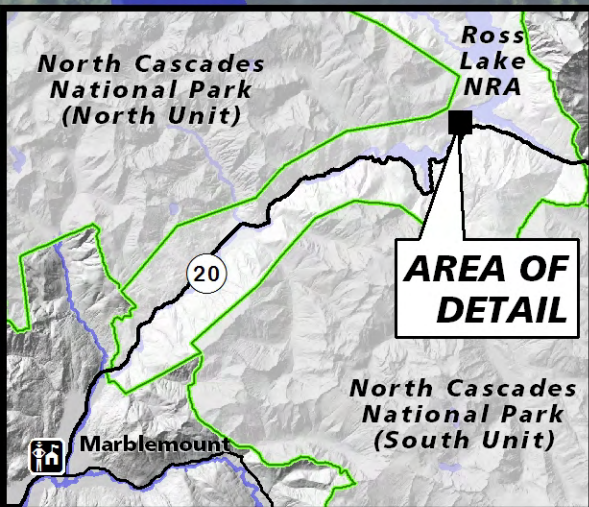 North Cascades
National Park
(North Unit)
Ross
Lake
NRA
20
AREA OF
DETAIL
North Cascades
National Park
(South Unit)
Marblemount